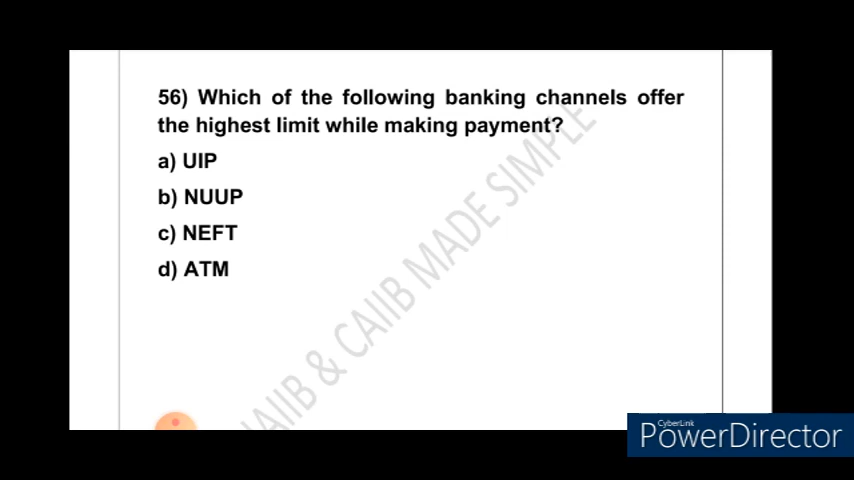 56) Which of the following banking channels offer
the highest limit while making payment?
a) UIP
b) NUUP
c) NEFT
d) ATM
JAIIB & CAIIB MADE SIMPLE
CyberLink
PowerDirector